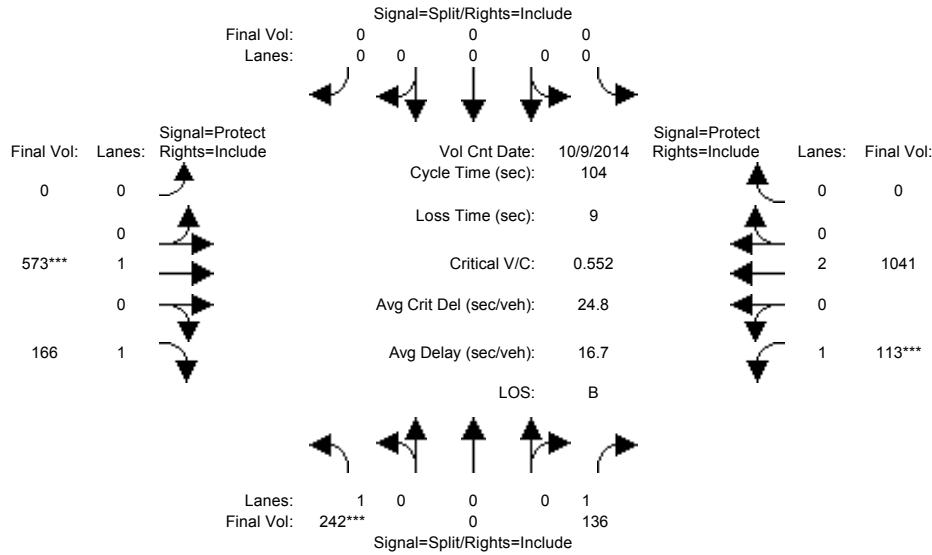 Signal=Split/Rights=Include
Final Vol: 0 0 0
Lanes: 0 0 0 0 0
Signal=Protect Signal=Protect
Final Vol: Lanes: Rights=Include Vol Cnt Date: 10/9/2014 Rights=Include Lanes: Final Vol:
Cycle Time (sec): 104
0 0 0 0
Loss Time (sec): 9
0 0
573*** 1 Critical V/C: 0.552 2 1041
0 Avg Crit Del (sec/veh): 24.8 0
166 1 Avg Delay (sec/veh): 16.7 1 113***
LOS: B
Lanes: 1 0 0 0 1
Final Vol: 242*** 0 136
Signal=Split/Rights=Include